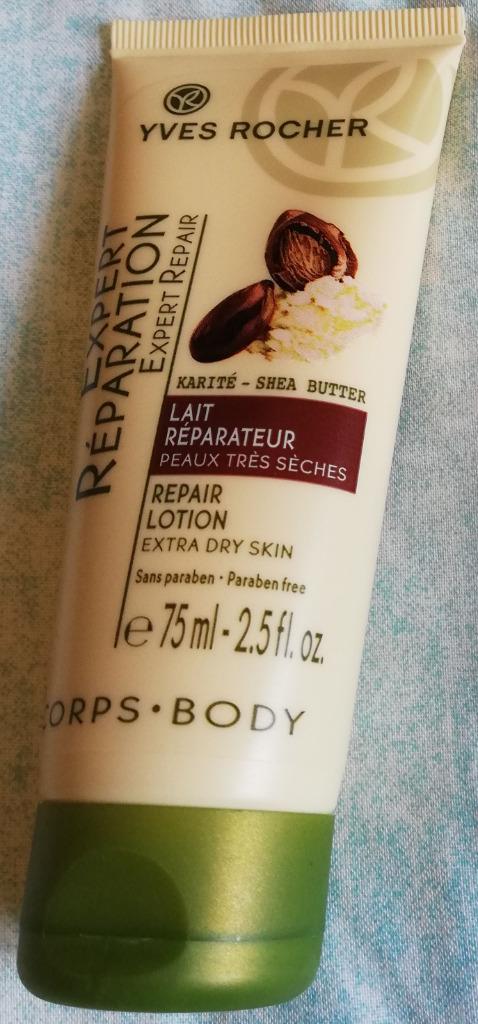 YVES ROCHER
EXPERT
RÉPARATION
EXPERT REPAIR
KARITÉ - SHEA BUTTER
LAIT
RÉPARATEUR
PEAUX TRÈS SÈCHES
REPAIR
LOTION
EXTRA DRY SKIN
Sans paraben • Paraben free
e 75 ml - 2.5 fl. oz.
CORPS • BODY